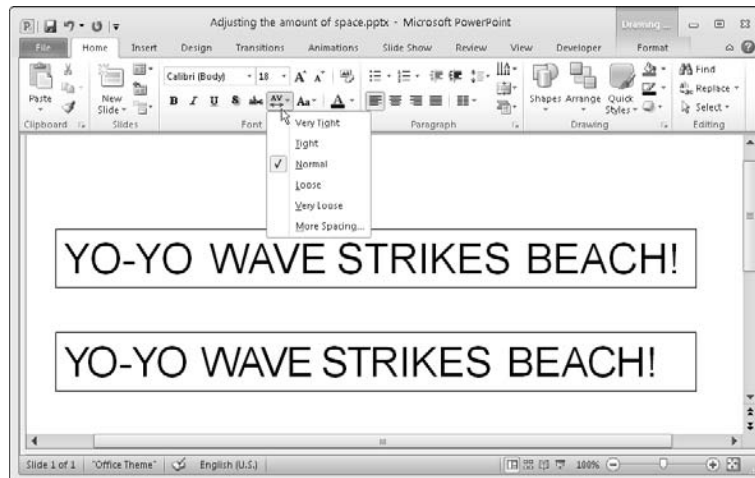 Adjusting the amount of space.pptx - Microsoft PowerPoint Drawing ...
File Home Insert Design Transitions Animations Slide Show Review View Developer Format
Calibri (Body) 18 A A Find
Paste New Slide B I U S abc AV Aa A Shapes Arrange Quick Styles Replace Select
Clipboard Slides Font Paragraph Drawing Editing
Very Tight
Tight
Normal
Loose
Very Loose
More Spacing...
YO-YO WAVE STRIKES BEACH!
YO-YO WAVE STRIKES BEACH!
Slide 1 of 1 "Office Theme" English (U.S.) 100%